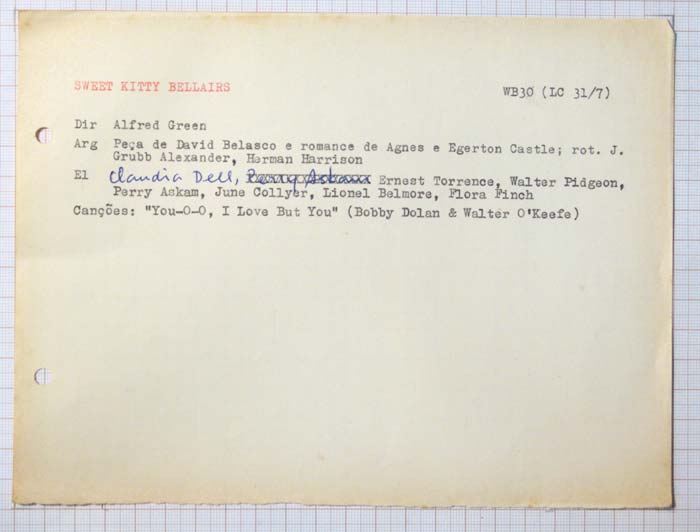 SWEET KITTY BELLAIRS
WB30 (LC 31/7)
Dir Alfred Green
Arg Peça de David Belasco e romance de Agnes e Egerton Castle; rot. J.
Grubb Alexander, Herman Harrison
El Claudia Dell, Perry Askam Ernest Torrence, Walter Pidgeon,
Perry Askam, June Collyer, Lionel Belmore, Flora Finch
Canções: "You-O-O, I Love But You" (Bobby Dolan & Walter O'Keefe)